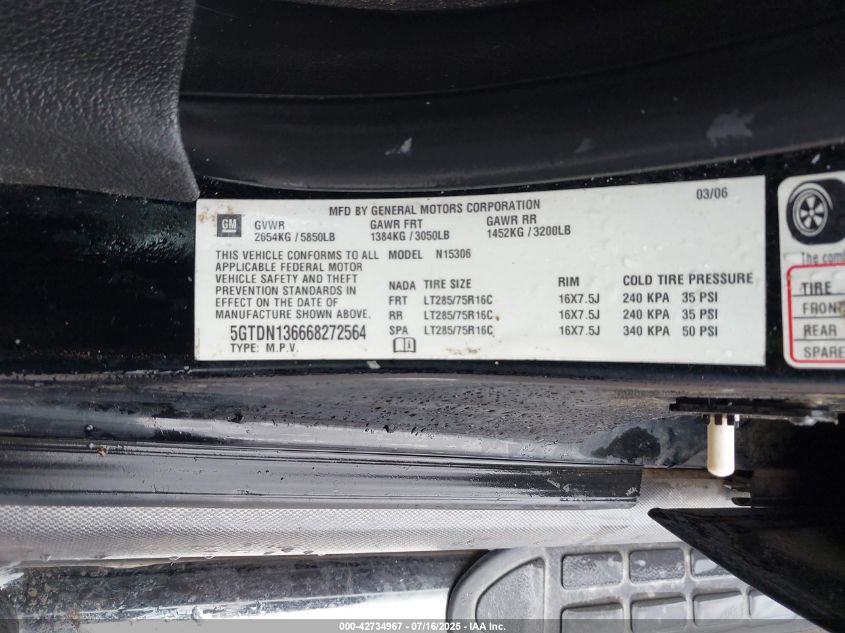 MFD BY GENERAL MOTORS CORPORATION
03/06
GM
GVWR GAWR FRT GAWR RR
2654KG / 5850LB 1384KG / 3050LB 1452KG / 3200LB
THIS VEHICLE CONFORMS TO ALL
APPLICABLE FEDERAL MOTOR
VEHICLE SAFETY AND THEFT
PREVENTION STANDARDS IN
EFFECT ON THE DATE OF
MANUFACTURE SHOWN ABOVE.
5GTDN136668272564
TYPE: M.P.V.
MODEL N15306
NADA TIRE SIZE RIM COLD TIRE PRESSURE
FRT LT285/75R16C 16X7.5J 240 KPA 35 PSI
RR LT285/75R16C 16X7.5J 240 KPA 35 PSI
SPA LT285/75R16C 16X7.5J 340 KPA 50 PSI
The
TIRE
FRON
REAR
SPARE
000-42734967 - 07/16/2025 - IAA Inc.